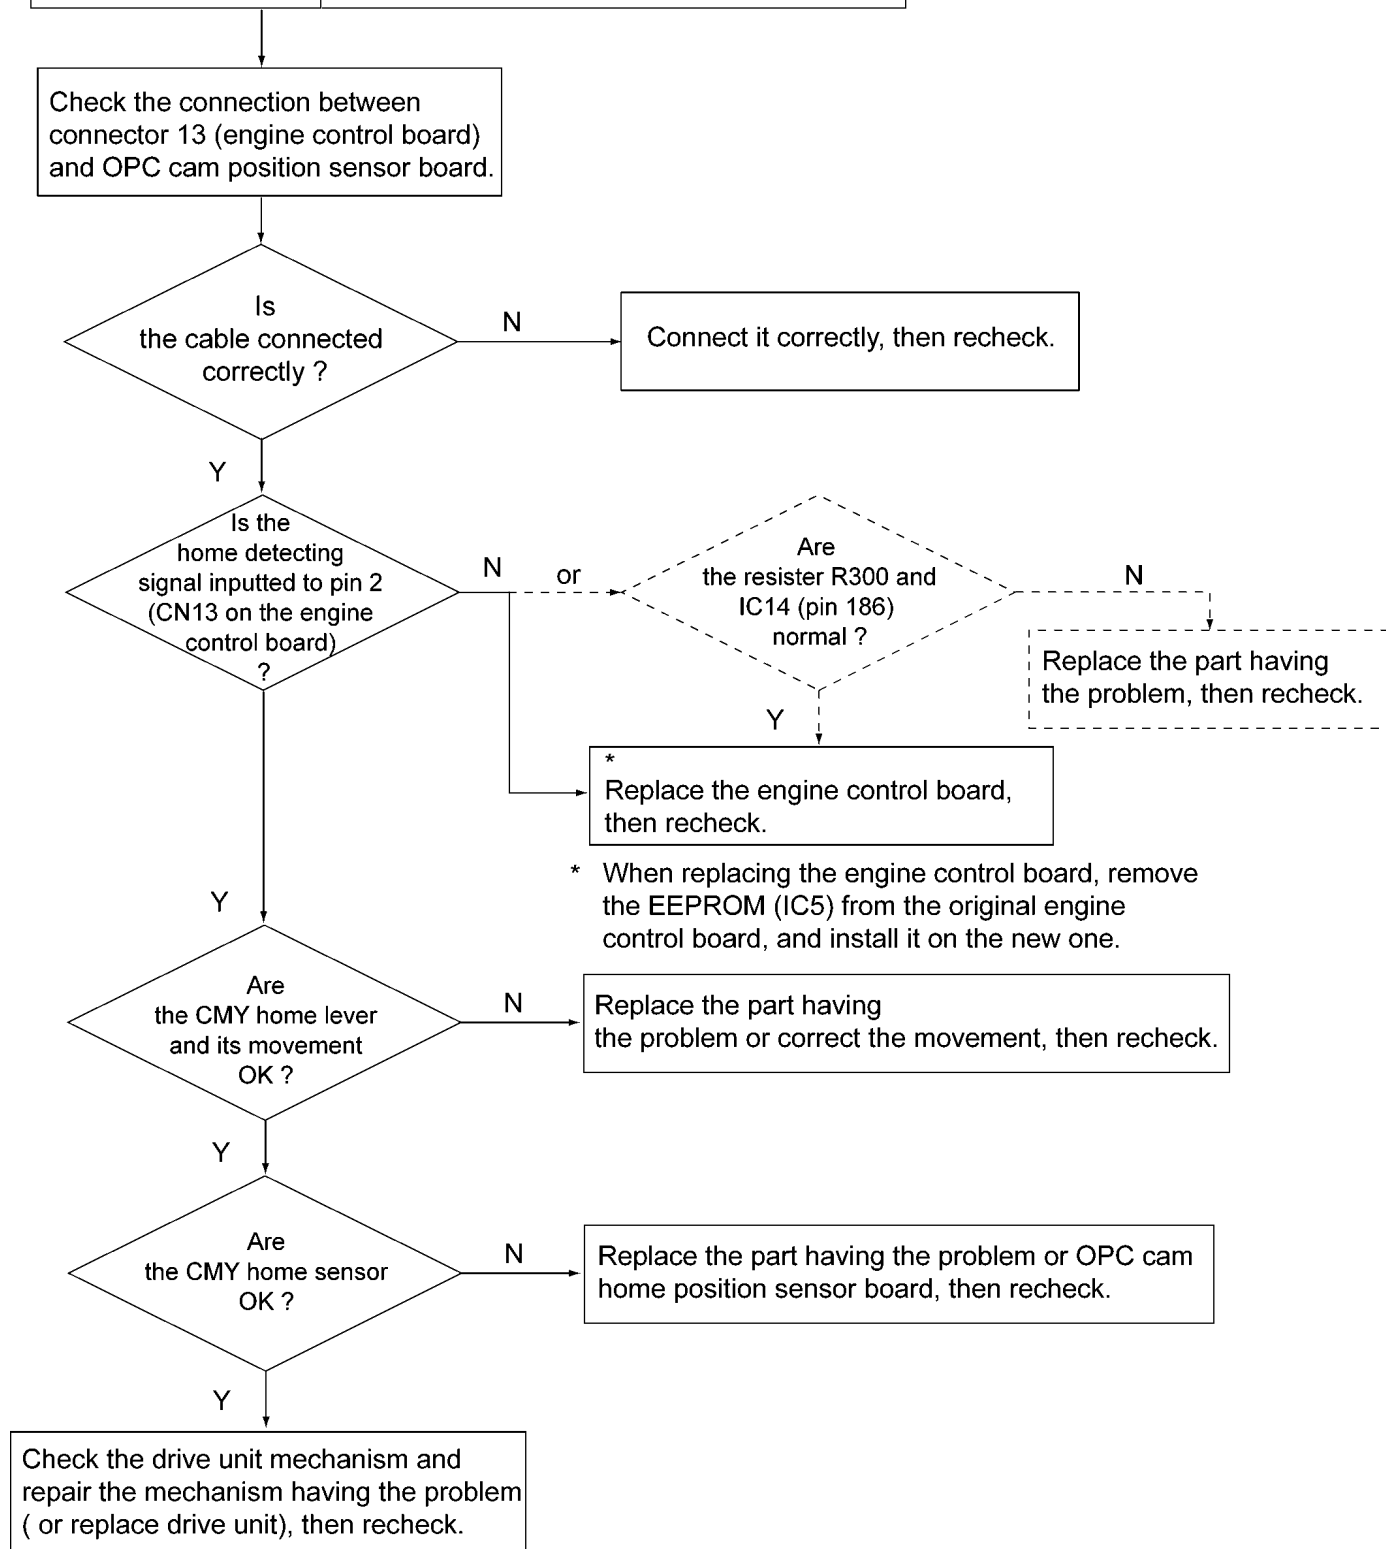 Check the connection between
connector 13 (engine control board)
and OPC cam position sensor board.
Is
the cable connected
correctly ?
N
Connect it correctly, then recheck.
Y
Is the
home detecting
signal inputted to pin 2
(CN13 on the engine
control board)
?
N
or
Are
the resister R300 and
IC14 (pin 186)
normal ?
N
Replace the part having
the problem, then recheck.
Y
*
Replace the engine control board,
then recheck.
* When replacing the engine control board, remove
the EEPROM (IC5) from the original engine
control board, and install it on the new one.
Y
Are
the CMY home lever
and its movement
OK ?
N
Replace the part having
the problem or correct the movement, then recheck.
Y
Are
the CMY home sensor
OK ?
N
Replace the part having the problem or OPC cam
home position sensor board, then recheck.
Y
Check the drive unit mechanism and
repair the mechanism having the problem
( or replace drive unit), then recheck.